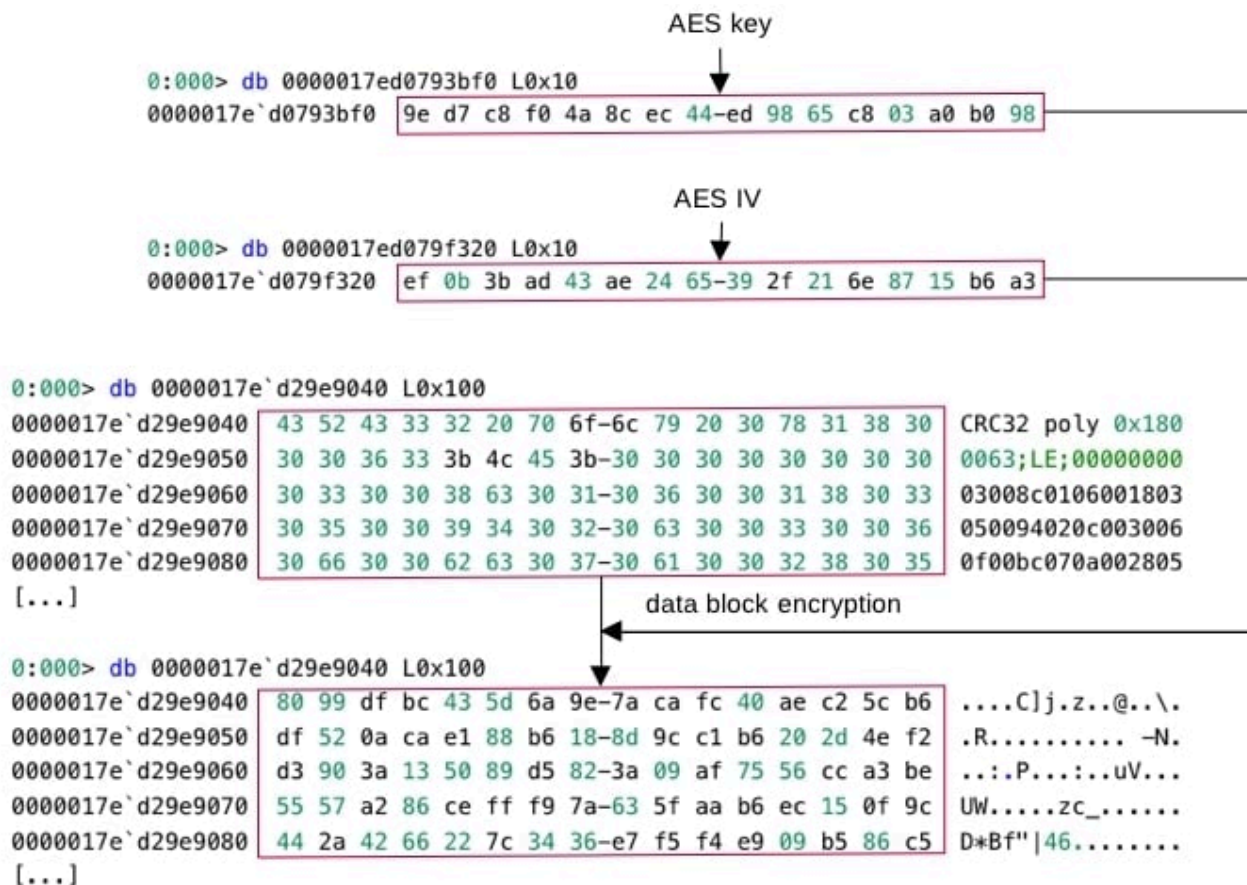 AES key
0:000> db 0000017ed0793bf0 L0x10
0000017e`d0793bf0 9e d7 c8 f0 4a 8c ec 44-ed 98 65 c8 03 a0 b0 98
AES IV
0:000> db 0000017ed079f320 L0x10
0000017e`d079f320 ef 0b 3b ad 43 ae 24 65-39 2f 21 6e 87 15 b6 a3
0:000> db 0000017e`d29e9040 L0x100
0000017e`d29e9040 43 52 43 33 32 20 70 6f-6c 79 20 30 78 31 38 30 CRC32 poly 0x180
0000017e`d29e9050 30 30 36 33 3b 4c 45 3b-30 30 30 30 30 30 30 30 0063;LE;00000000
0000017e`d29e9060 30 33 30 30 38 63 30 31-30 36 30 30 31 38 30 33 03008c0106001803
0000017e`d29e9070 30 35 30 30 39 34 30 32-30 63 30 30 33 30 30 36 050094020c003006
0000017e`d29e9080 30 66 30 30 62 63 30 37-30 61 30 30 32 38 30 35 0f00bc070a002805
[...]
data block encryption
0:000> db 0000017e`d29e9040 L0x100
0000017e`d29e9040 80 99 df bc 43 5d 6a 9e-7a ca fc 40 ae c2 5c b6 ....C]j.z..@..\.
0000017e`d29e9050 df 52 0a ca e1 88 b6 18-8d 9c c1 b6 20 2d 4e f2 .R.......... -N.
0000017e`d29e9060 d3 90 3a 13 50 89 d5 82-3a 09 af 75 56 cc a3 be ..:.P...:..uV...
0000017e`d29e9070 55 57 a2 86 ce ff f9 7a-63 5f aa b6 ec 15 0f 9c UW.....zc_......
0000017e`d29e9080 44 2a 42 66 22 7c 34 36-e7 f5 f4 e9 09 b5 86 c5 D*Bf"|46........
[...]